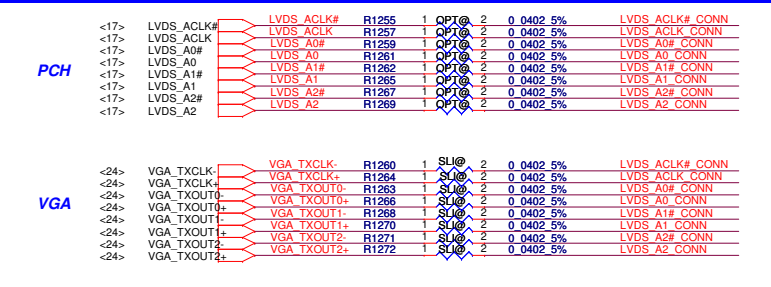 <17> LVDS_ACLK# LVDS_ACLK# R1255 1 OPT@ 2 0_0402_5% LVDS_ACLK#_CONN
<17> LVDS_ACLK LVDS_ACLK R1257 1 OPT@ 2 0_0402_5% LVDS_ACLK_CONN
<17> LVDS_A0# LVDS_A0# R1259 1 OPT@ 2 0_0402_5% LVDS_A0#_CONN
<17> LVDS_A0 LVDS_A0 R1261 1 OPT@ 2 0_0402_5% LVDS_A0_CONN
PCH
<17> LVDS_A1# LVDS_A1# R1262 1 OPT@ 2 0_0402_5% LVDS_A1#_CONN
<17> LVDS_A1 LVDS_A1 R1265 1 OPT@ 2 0_0402_5% LVDS_A1_CONN
<17> LVDS_A2# LVDS_A2# R1267 1 OPT@ 2 0_0402_5% LVDS_A2#_CONN
<17> LVDS_A2 LVDS_A2 R1269 1 OPT@ 2 0_0402_5% LVDS_A2_CONN
<24> VGA_TXCLK- VGA_TXCLK- R1260 1 SLI@ 2 0_0402_5% LVDS_ACLK#_CONN
<24> VGA_TXCLK+ VGA_TXCLK+ R1264 1 SLI@ 2 0_0402_5% LVDS_ACLK_CONN
<24> VGA_TXOUT0- VGA_TXOUT0- R1263 1 SLI@ 2 0_0402_5% LVDS_A0#_CONN
<24> VGA_TXOUT0+ VGA_TXOUT0+ R1266 1 SLI@ 2 0_0402_5% LVDS_A0_CONN
VGA
<24> VGA_TXOUT1- VGA_TXOUT1- R1268 1 SLI@ 2 0_0402_5% LVDS_A1#_CONN
<24> VGA_TXOUT1+ VGA_TXOUT1+ R1270 1 SLI@ 2 0_0402_5% LVDS_A1_CONN
<24> VGA_TXOUT2- VGA_TXOUT2- R1271 1 SLI@ 2 0_0402_5% LVDS_A2#_CONN
<24> VGA_TXOUT2+ VGA_TXOUT2+ R1272 1 SLI@ 2 0_0402_5% LVDS_A2_CONN